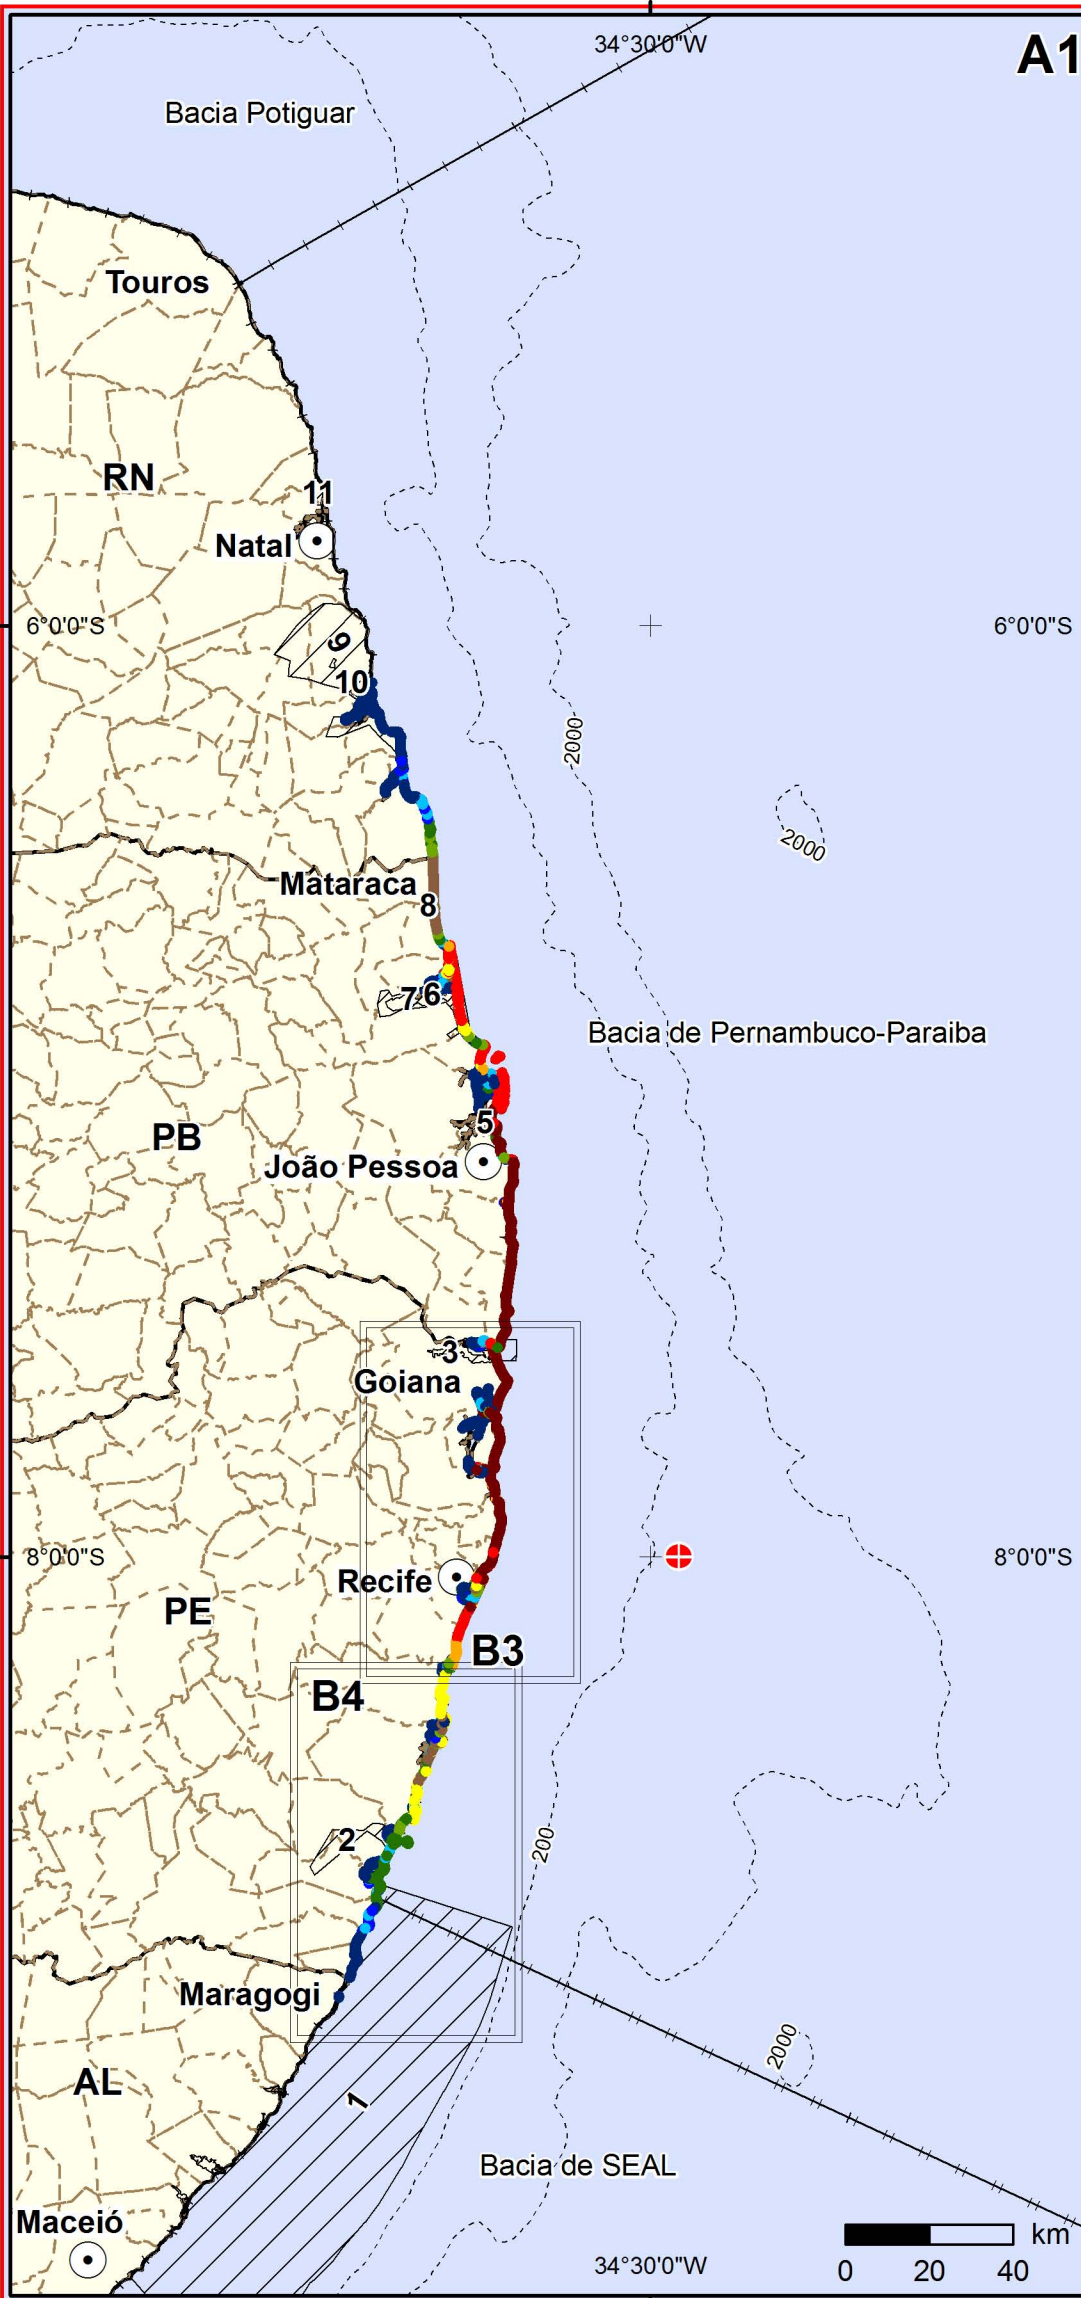 34°30'0"W
A1
Bacia Potiguar
Touros
RN
11
Natal
6°0'0"S
6°0'0"S
9
10
2000
2000
Mataraca
8
7
6
Bacia de Pernambuco-Paraiba
5
PB
João Pessoa
3
Goiana
8°0'0"S
8°0'0"S
Recife
PE
B3
B4
2
200
Maragogi
2000
AL
1
Bacia de SEAL
Maceió
34°30'0"W
km
0 20 40